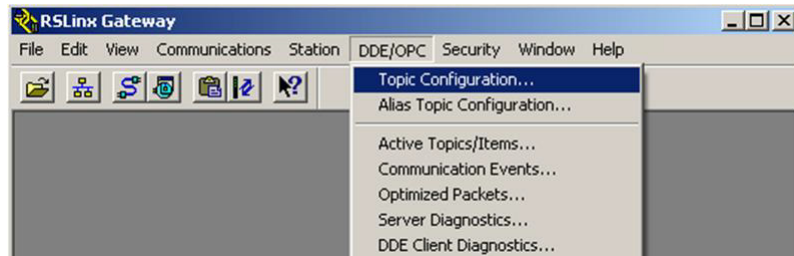 RSLinx Gateway
File Edit View Communications Station DDE/OPC Security Window Help
Topic Configuration...
Alias Topic Configuration...
Active Topics/Items...
Communication Events...
Optimized Packets...
Server Diagnostics...
DDE Client Diagnostics...